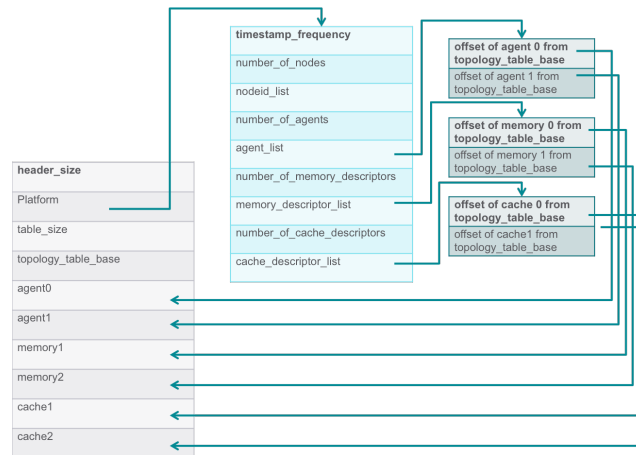 timestamp_frequency
number_of_nodes
nodeid_list
number_of_agents
agent_list
number_of_memory_descriptors
memory_descriptor_list
number_of_cache_descriptors
cache_descriptor_list
offset of agent 0 from
topology_table_base
offset of agent 1 from
topology_table_base
offset of memory 0 from
topology_table_base
offset of memory 1 from
topology_table_base
offset of cache 0 from
topology_table_base
offset of cache1 from
topology_table_base
header_size
Platform
table_size
topology_table_base
agent0
agent1
memory1
memory2
cache1
cache2